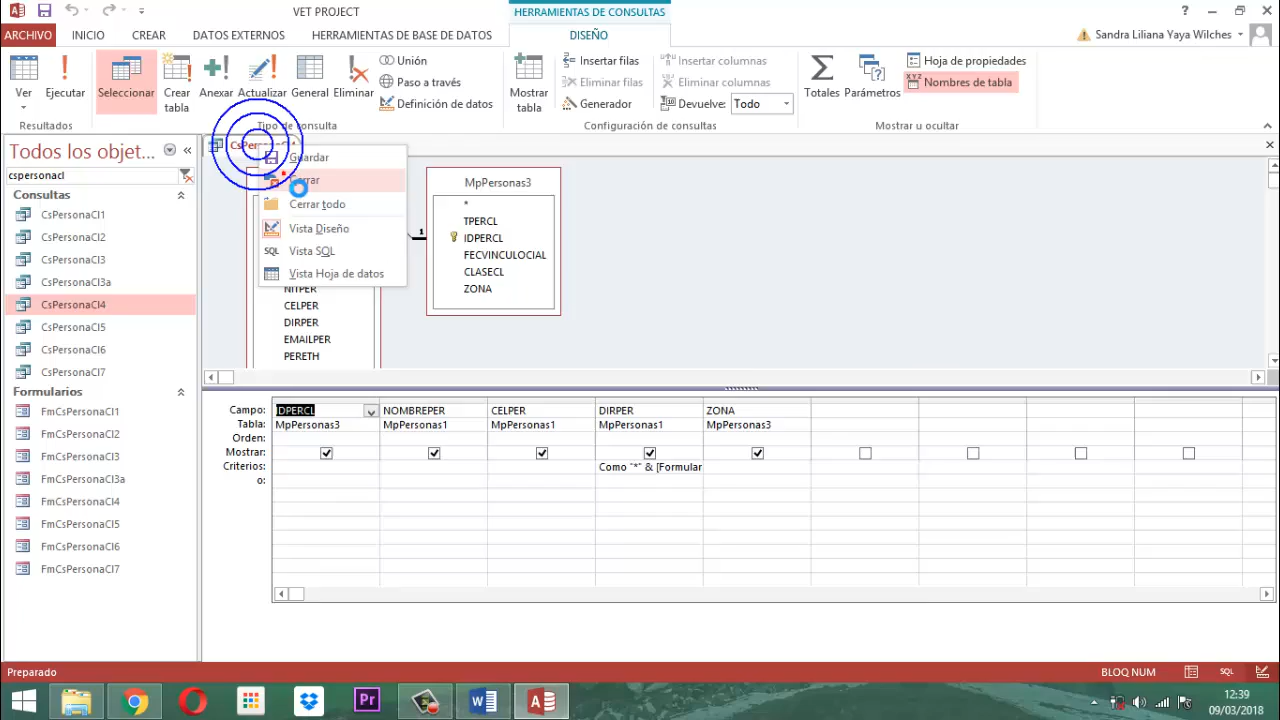 VET PROJECT
HERRAMIENTAS DE CONSULTAS
ARCHIVO INICIO CREAR DATOS EXTERNOS HERRAMIENTAS DE BASE DE DATOS DISEÑO
Sandra Liliana Yaya Wilches
Ver
Ejecutar
Resultados
Seleccionar
Crear tabla
Anexar
Actualizar
General
Eliminar
Unión
Paso a través
Definición de datos
Tipo de consulta
Mostrar tabla
Insertar filas
Eliminar filas
Generador
Insertar columnas
Eliminar columnas
Devuelve: Todo
Configuración de consultas
Totales
Parámetros
Hoja de propiedades
Nombres de tabla
Mostrar u ocultar
Todos los objet...
cspersonacl
Consultas
CsPersonaCl1
CsPersonaCl2
CsPersonaCl3
CsPersonaCl3a
CsPersonaCl4
CsPersonaCl5
CsPersonaCl6
CsPersonaCl7
Formularios
FmCsPersonaCl1
FmCsPersonaCl2
FmCsPersonaCl3
FmCsPersonaCl3a
FmCsPersonaCl4
FmCsPersonaCl5
FmCsPersonaCl6
FmCsPersonaCl7
Guardar
Cerrar
Cerrar todo
Vista Diseño
SQL Vista SQL
Vista Hoja de datos
NITPER
CELPER
DIRPER
EMAILPER
PERETH
1
MpPersonas3
*
TPERCL
IDPERCL
FECVINCULOCIAL
CLASECL
ZONA
Campo: IDPERCL NOMBREPER CELPER DIRPER ZONA
Tabla: MpPersonas3 MpPersonas1 MpPersonas1 MpPersonas1 MpPersonas3
Orden:
Mostrar:
Criterios: Como "*" & [Formular
o:
Preparado
BLOQ NUM
SQL
12:39
09/03/2018